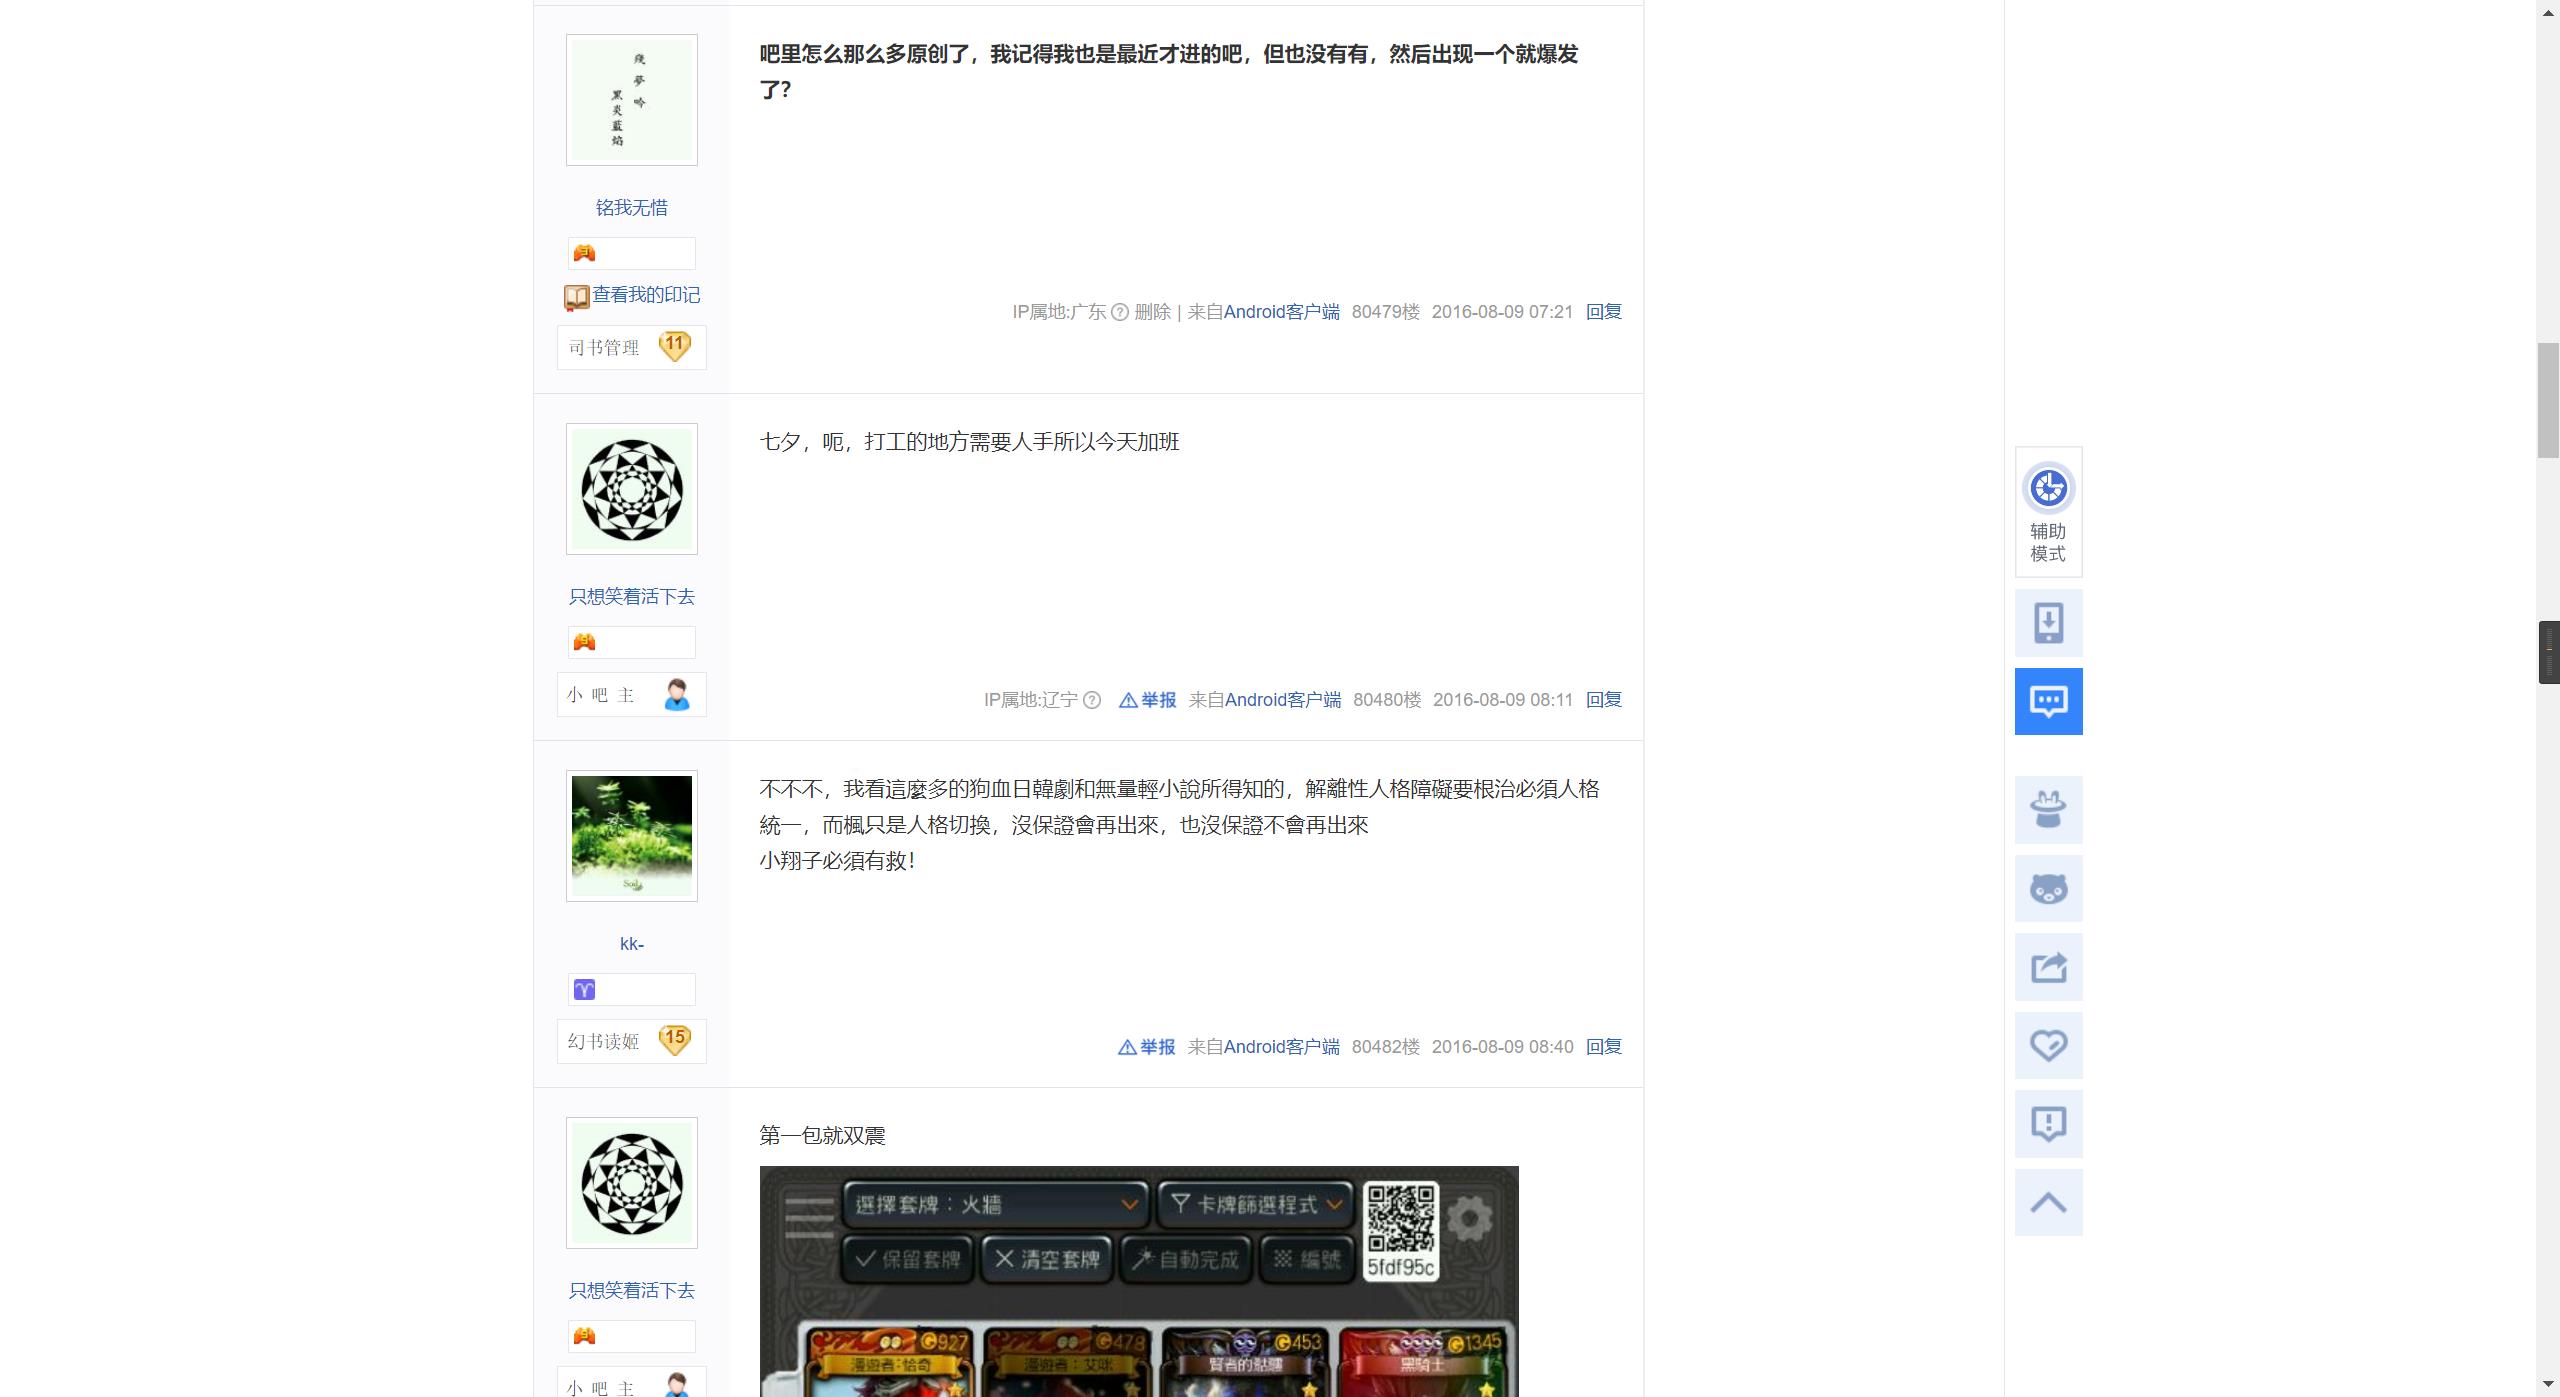 殘夢吟
黑炎藍焰
吧里怎么那么多原创了，我记得我也是最近才进的吧，但也没有有，然后出现一个就爆发
了？
铭我无惜
3
查看我的印记
司书管理 11
IP属地:广东 ? 删除 | 来自Android客户端 80479楼 2016-08-09 07:21 回复
七夕，呃，打工的地方需要人手所以今天加班
只想笑着活下去
小 吧 主
IP属地:辽宁 ? 举报 来自Android客户端 80480楼 2016-08-09 08:11 回复
不不不，我看這麼多的狗血日韓劇和無量輕小說所得知的，解離性人格障礙要根治必須人格
統一，而楓只是人格切換，沒保證會再出來，也沒保證不會再出來
小翔子必須有救！
Soil
kk-
幻书读姬 15
举报 来自Android客户端 80482楼 2016-08-09 08:40 回复
第一包就双震
選擇套牌：火牆
卡牌篩選程式
保留套牌
清空套牌
自動完成
編號
5fdf95c
G927
G478
G453
G1345
漫遊者：恰奇
漫遊者：艾咪
賢者的骷髏
黑騎士
只想笑着活下去
小 吧 主
辅助
模式